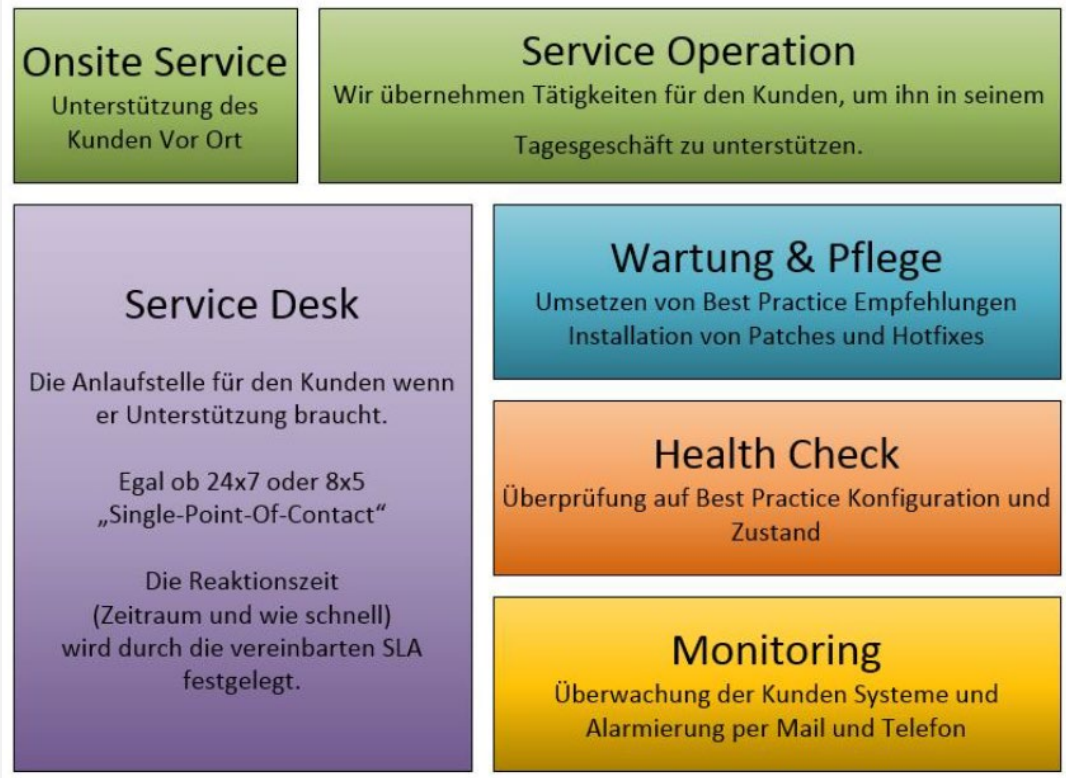 Onsite Service
Unterstützung des
Kunden Vor Ort
Service Operation
Wir übernehmen Tätigkeiten für den Kunden, um ihn in seinem
Tagesgeschäft zu unterstützen.
Service Desk
Die Anlaufstelle für den Kunden wenn
er Unterstützung braucht.
Egal ob 24x7 oder 8x5
„Single-Point-Of-Contact“
Die Reaktionszeit
(Zeitraum und wie schnell)
wird durch die vereinbarten SLA
festgelegt.
Wartung & Pflege
Umsetzen von Best Practice Empfehlungen
Installation von Patches und Hotfixes
Health Check
Überprüfung auf Best Practice Konfiguration und
Zustand
Monitoring
Überwachung der Kunden Systeme und
Alarmierung per Mail und Telefon